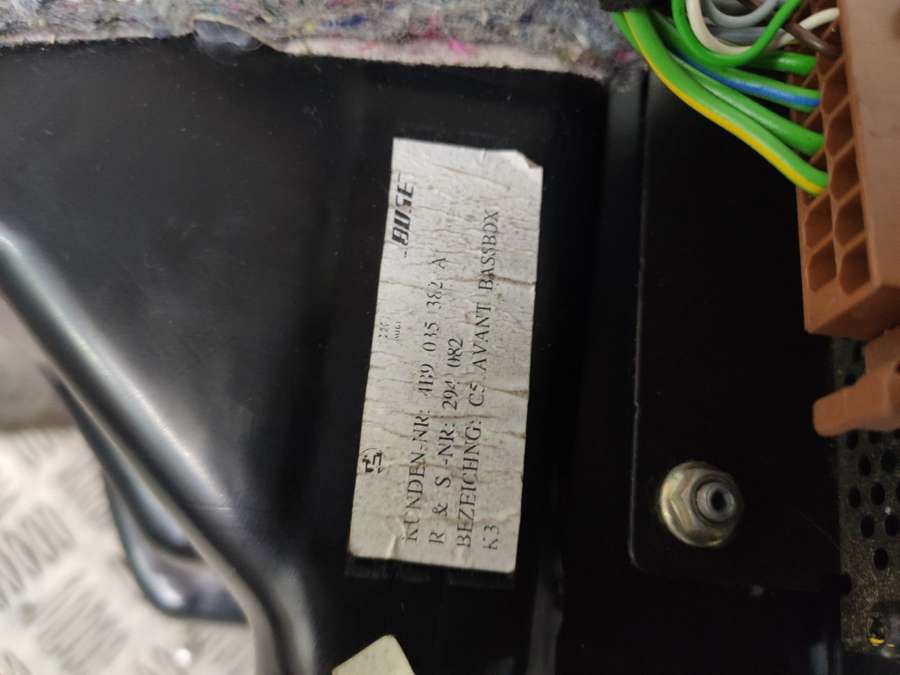 BOSE
KUNDEN-NR: 4B9 035 382 A
R & S -NR: 294 082
BEZEICHNG: C5 AVANT BASSBOX
K3